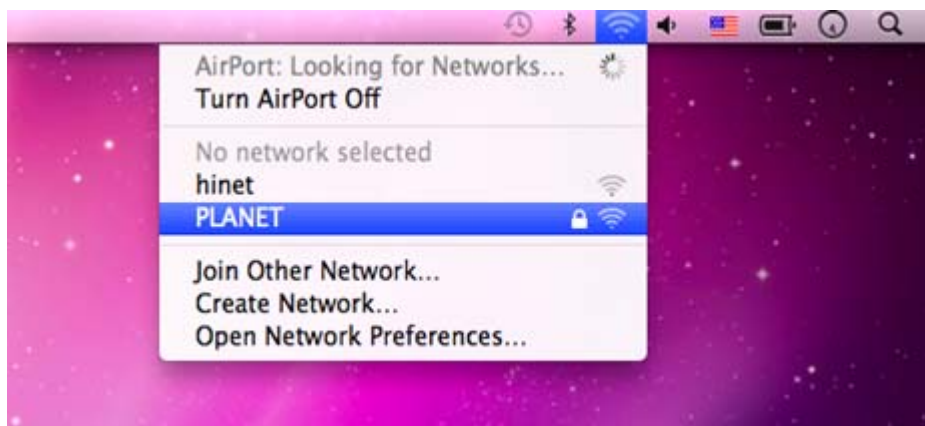 AirPort: Looking for Networks...
Turn AirPort Off
No network selected
hinet
PLANET
Join Other Network...
Create Network...
Open Network Preferences...